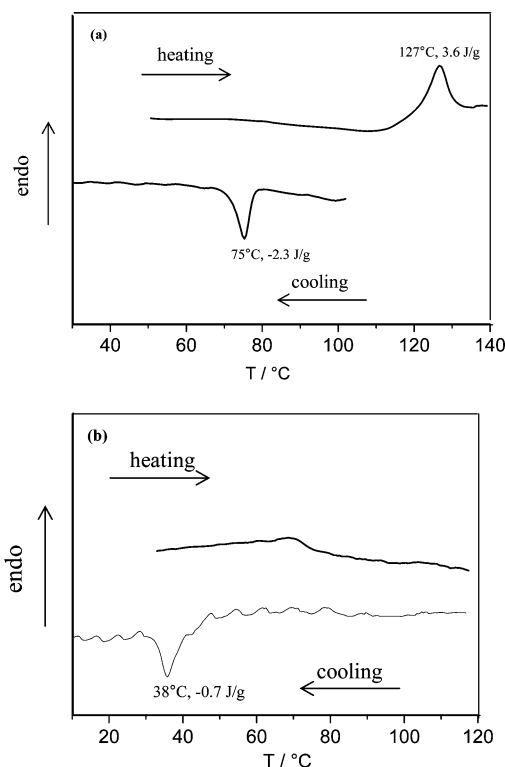 (a)
heating
127°C, 3.6 J/g
endo
75°C, -2.3 J/g
cooling
40 60 80 100 120 140
T / °C
(b)
heating
endo
cooling
38°C, -0.7 J/g
20 40 60 80 100 120
T / °C